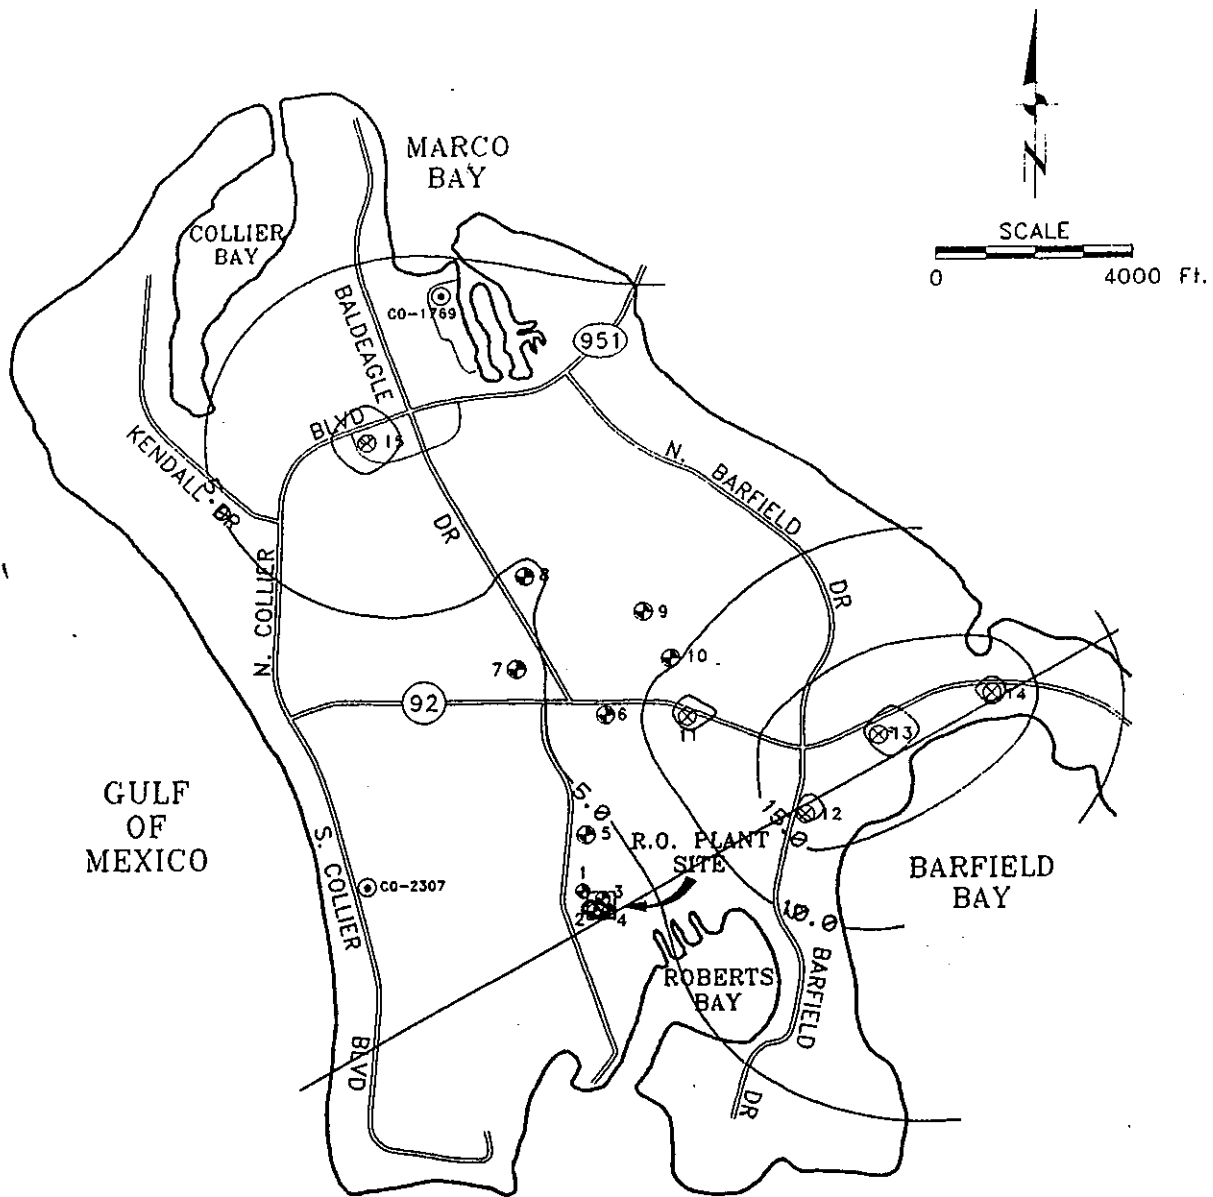 N
SCALE
0 4000 Ft.
MARCO
BAY
COLLIER
BAY
CO-1769
951
BALDEAGLE
DR
BLVD
15
KENDALL DR
5.0
N. BARFIELD
DR
N. COLLIER
8
9
10
7
92
6
11
14
13
12
15.0
GULF
OF
MEXICO
5.0
5
R.O. PLANT
SITE
BARFIELD
BAY
S. COLLIER
BLVD
CO-2307
1
3
2
4
10.0
ROBERTS
BAY
BARFIELD
DR